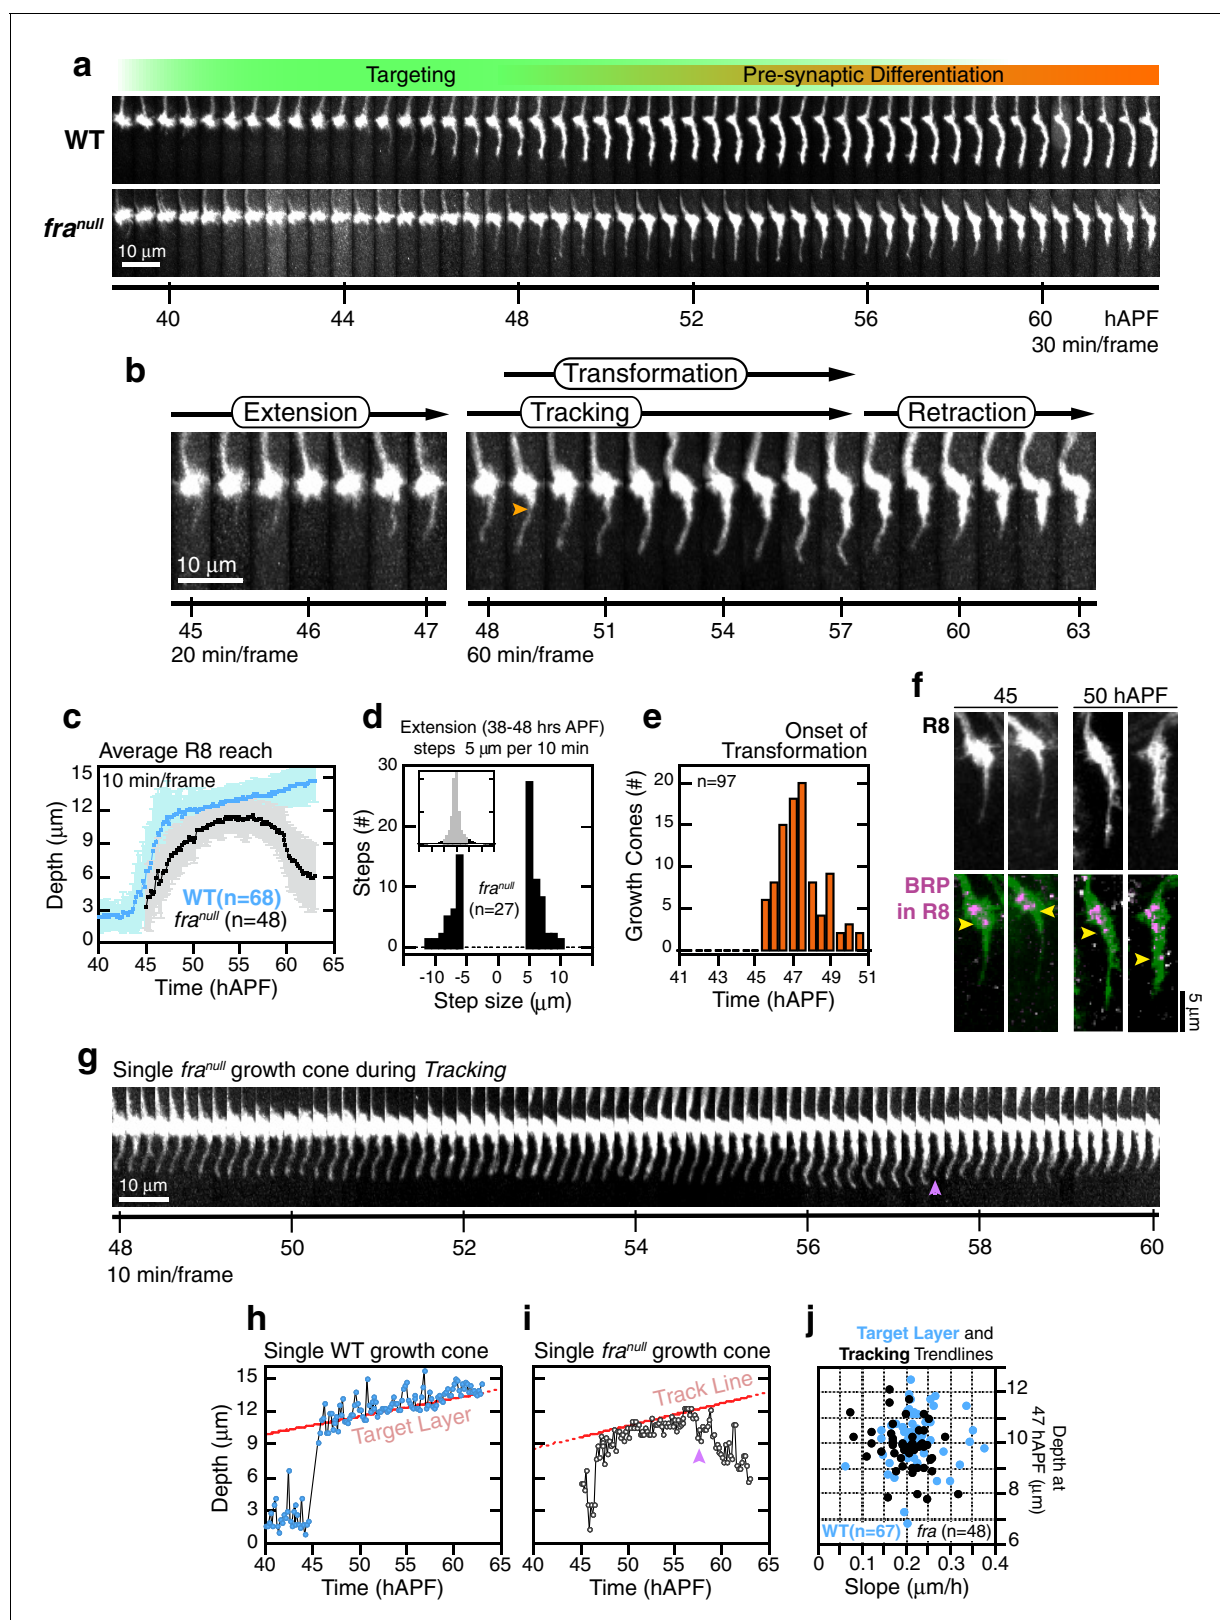 a
Targeting
Pre-synaptic Differentiation
WT
fra^null
10 μm
40 44 48 52 56 60 hAPF
30 min/frame
b
Transformation
Extension Tracking Retraction
10 μm
45 46 47 48 51 54 57 60 63
20 min/frame 60 min/frame
c
Average R8 reach
10 min/frame
15
12
9
6
3
0
Depth (μm)
WT(n=68)
fra^null (n=48)
40 45 50 55 60 65
Time (hAPF)
d
Extension (38-48 hrs APF)
steps 5 μm per 10 min
30
20
10
0
Steps (#)
fra^null
(n=27)
-10 -5 0 5 10
Step size (μm)
e
Onset of
Transformation
n=97
20
15
10
5
0
Growth Cones (#)
41 43 45 47 49 51
Time (hAPF)
f
45 50 hAPF
R8
BRP
in R8
5 μm
g
Single fra^null growth cone during Tracking
10 μm
48 50 52 54 56 58 60
10 min/frame
h
Single WT growth cone
15
12
9
6
3
0
Depth (μm)
Target Layer
40 45 50 55 60 65
Time (hAPF)
i
Single fra^null growth cone
Track Line
40 45 50 55 60 65
Time (hAPF)
j
Target Layer and
Tracking Trendlines
12
10
8
6
Depth at
47 hAPF (μm)
WT(n=67) fra (n=48)
0 0.1 0.2 0.3 0.4
Slope (μm/h)